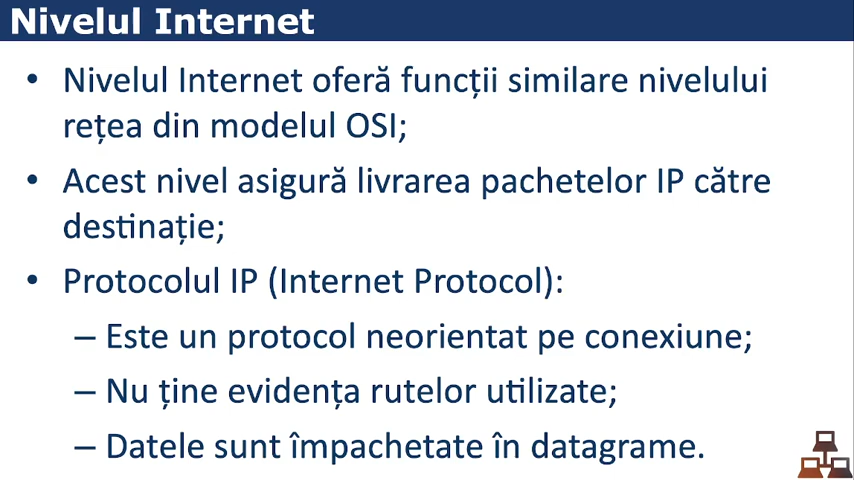 Nivelul Internet
• Nivelul Internet oferă funcții similare nivelului
rețea din modelul OSI;
• Acest nivel asigură livrarea pachetelor IP către
destinație;
• Protocolul IP (Internet Protocol):
– Este un protocol neorientat pe conexiune;
– Nu ține evidența rutelor utilizate;
– Datele sunt împachetate în datagrame.